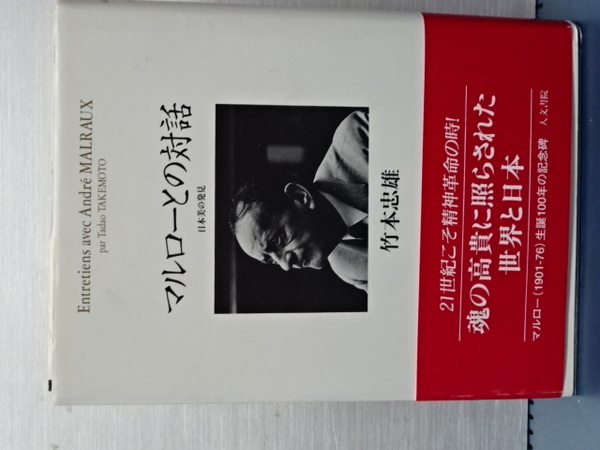 Entretiens avec André MALRAUX
par Tadao TAKEMOTO
マルローとの対話
日本美の発見
竹本忠雄
21世紀こそ精神革命の時!
魂の高貴に照らされた
世界と日本
マルロー(1901-76)生誕100年の記念碑 人文書院